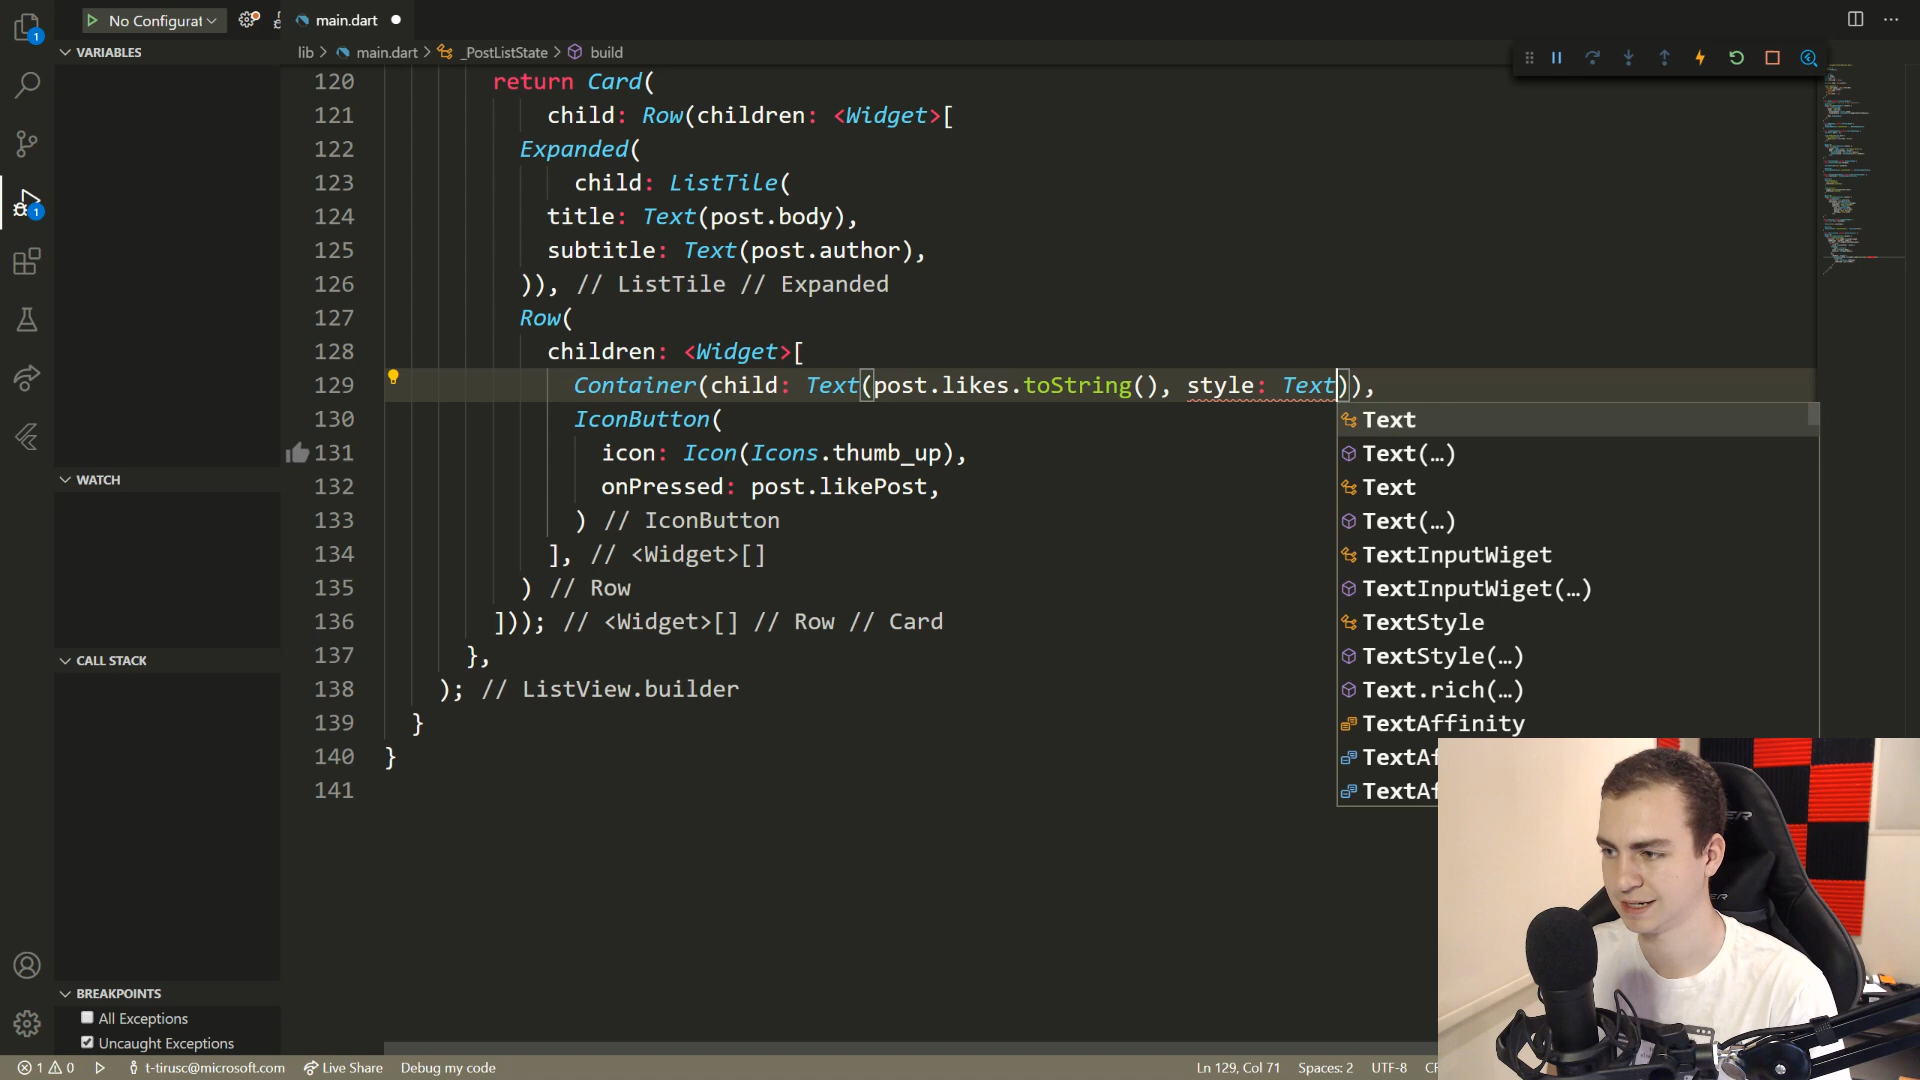 No Configurat
main.dart
VARIABLES
lib > main.dart > _PostListState > build
120 return Card(
121 child: Row(children: <Widget>[
122 Expanded(
123 child: ListTile(
124 title: Text(post.body),
125 subtitle: Text(post.author),
126 )), // ListTile // Expanded
127 Row(
128 children: <Widget>[
129 Container(child: Text(post.likes.toString(), style: Text)),
130 IconButton(
131 icon: Icon(Icons.thumb_up),
132 onPressed: post.likePost,
133 ) // IconButton
134 ], // <Widget>[]
135 ) // Row
136 ])); // <Widget>[] // Row // Card
137 },
138 ); // ListView.builder
139 }
140 }
141
Text
Text(…)
Text
Text(…)
TextInputWiget
TextInputWiget(…)
TextStyle
TextStyle(…)
Text.rich(…)
TextAffinity
WATCH
CALL STACK
BREAKPOINTS
All Exceptions
Uncaught Exceptions
1
1
1 0
t-tirusc@microsoft.com
Live Share
Debug my code
Ln 129, Col 71
Spaces: 2
UTF-8